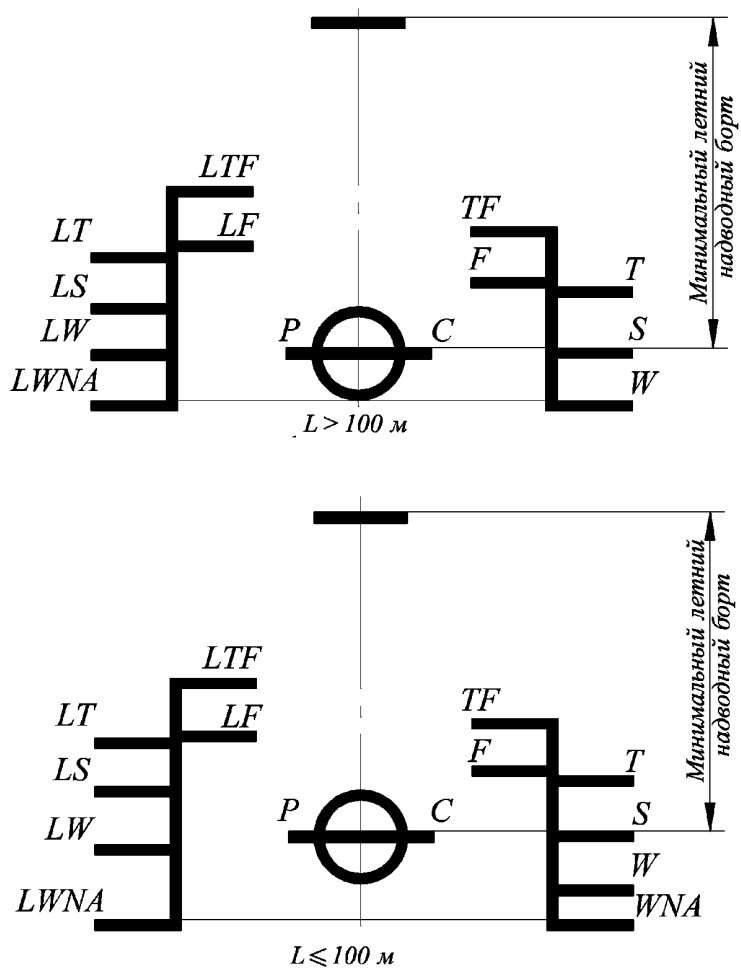 LTF
LT
LF
LS
LW
LWNA
P
C
L > 100 м
TF
F
T
S
W
Минимальный летний
надводный борт
LTF
LT
LF
LS
LW
LWNA
P
C
L ⩽ 100 м
TF
F
T
S
W
WNA
Минимальный летний
надводный борт